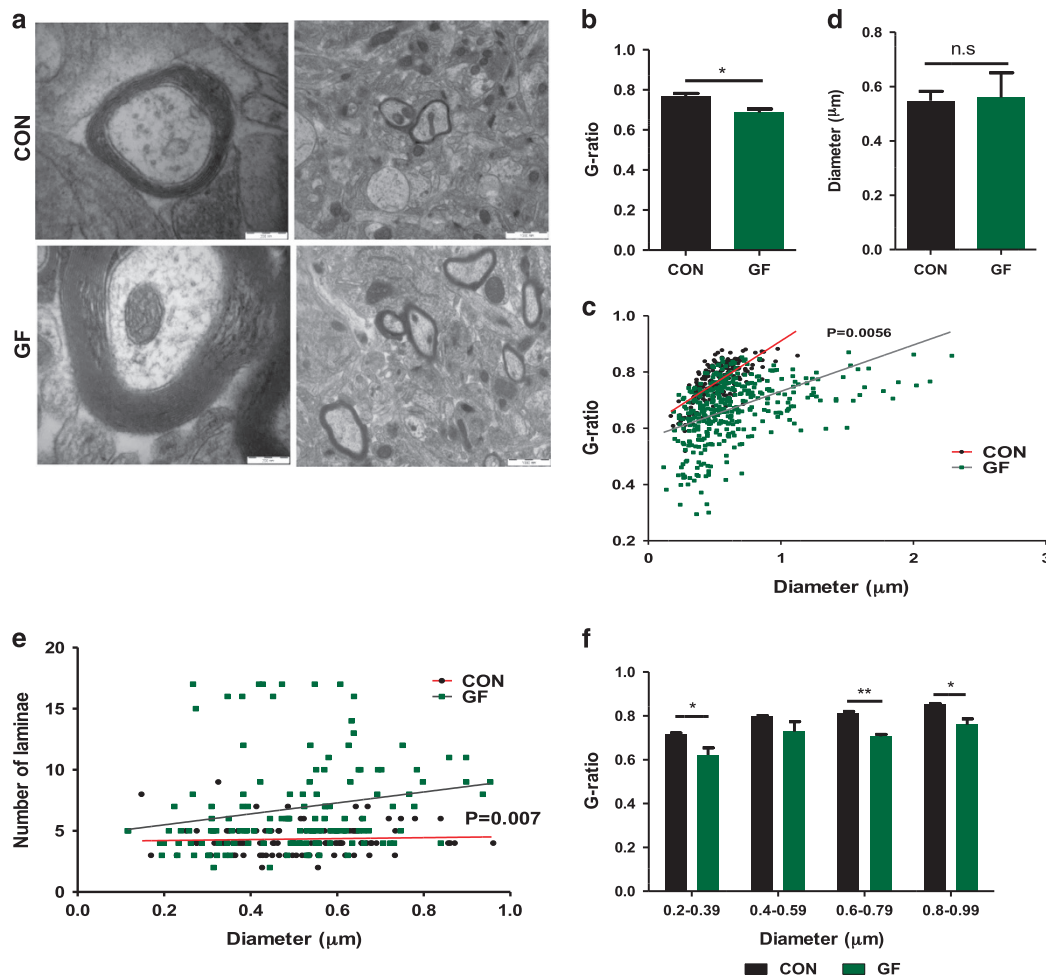 a
CON
GF
b
G-ratio
1.0
0.8
0.6
0.4
0.2
0.0
*
CON
GF
d
Diameter (μm)
0.8
0.6
0.4
0.2
0.0
n.s
CON
GF
c
G-ratio
1.0
0.8
0.6
0.4
0.2
P=0.0056
CON
GF
0
1
2
3
Diameter (μm)
e
Number of laminae
20
15
10
5
0
CON
GF
P=0.007
0.0
0.2
0.4
0.6
0.8
1.0
Diameter (μm)
f
G-ratio
1.0
0.8
0.6
0.4
0.2
0.0
*
**
*
0.2-0.39
0.4-0.59
0.6-0.79
0.8-0.99
Diameter (μm)
CON
GF